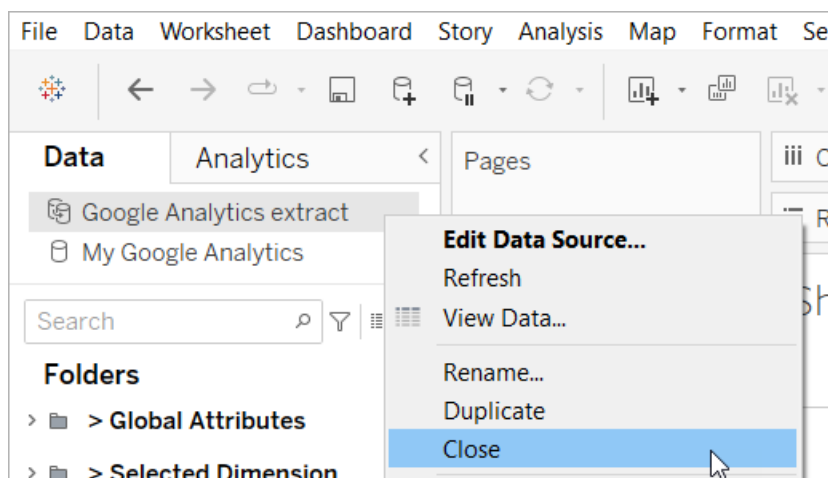 File Data Worksheet Dashboard Story Analysis Map Format
Data Analytics
Pages
Google Analytics extract
My Google Analytics
Search
Folders
> Global Attributes
> Selected Dimension
Edit Data Source...
Refresh
View Data...
Rename...
Duplicate
Close